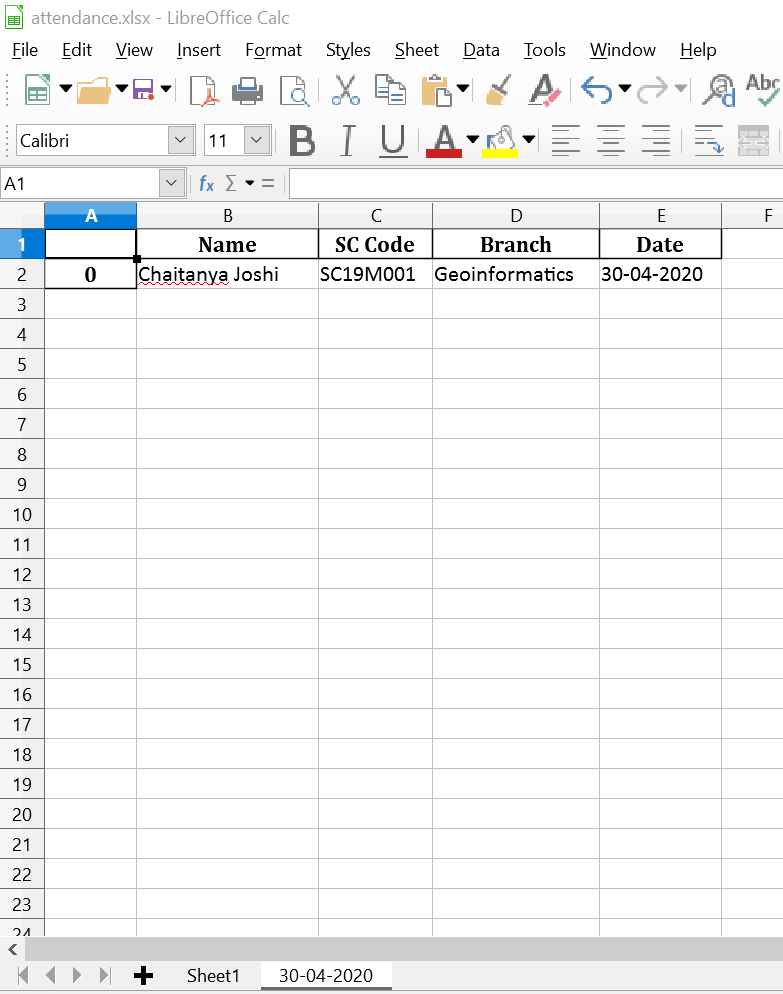 attendance.xlsx - LibreOffice Calc
File Edit View Insert Format Styles Sheet Data Tools Window Help
Abc
Calibri 11 B I U A
A1 fx Σ =
A B C D E F
1 Name SC Code Branch Date
2 0 Chaitanya Joshi SC19M001 Geoinformatics 30-04-2020
3
4
5
6
7
8
9
10
11
12
13
14
15
16
17
18
19
20
21
22
23
24
Sheet1 30-04-2020